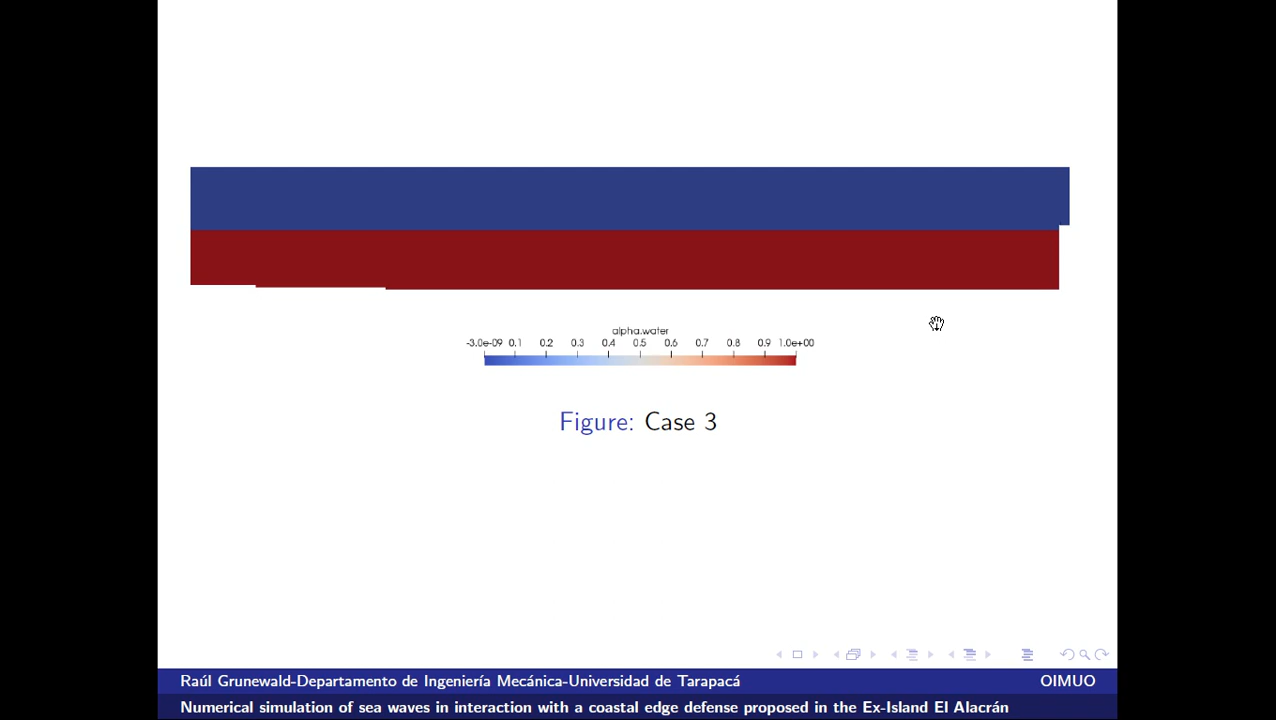 alpha.water
-3.0e-09 0.1 0.2 0.3 0.4 0.5 0.6 0.7 0.8 0.9 1.0e+00
Figure: Case 3
Raúl Grunewald-Departamento de Ingeniería Mecánica-Universidad de Tarapacá OIMUO
Numerical simulation of sea waves in interaction with a coastal edge defense proposed in the Ex-Island El Alacrán